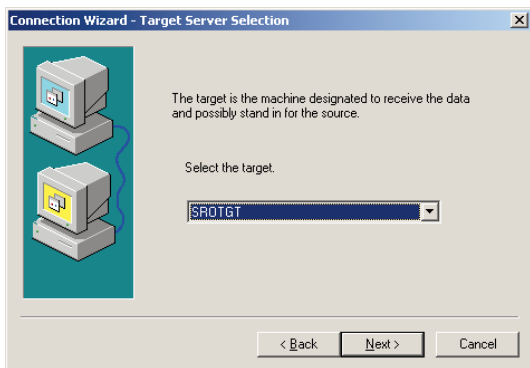 Connection Wizard - Target Server Selection
The target is the machine designated to receive the data
and possibly stand in for the source.
Select the target.
SROTGT
< Back
Next >
Cancel